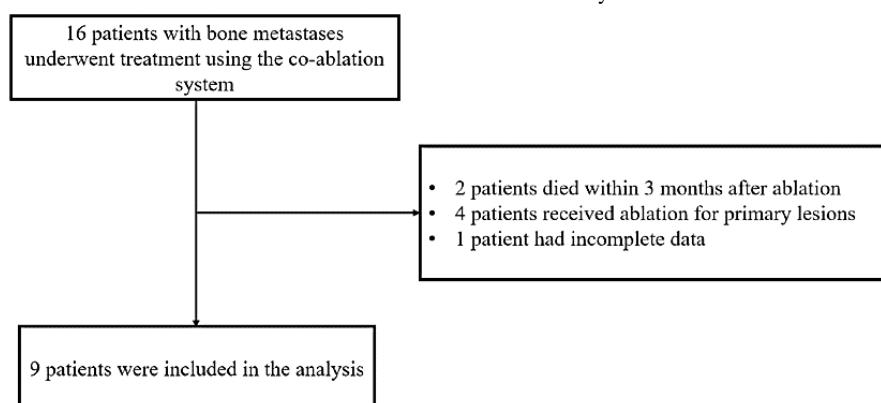 16 patients with bone metastases
underwent treatment using the co-ablation
system
• 2 patients died within 3 months after ablation
• 4 patients received ablation for primary lesions
• 1 patient had incomplete data
9 patients were included in the analysis